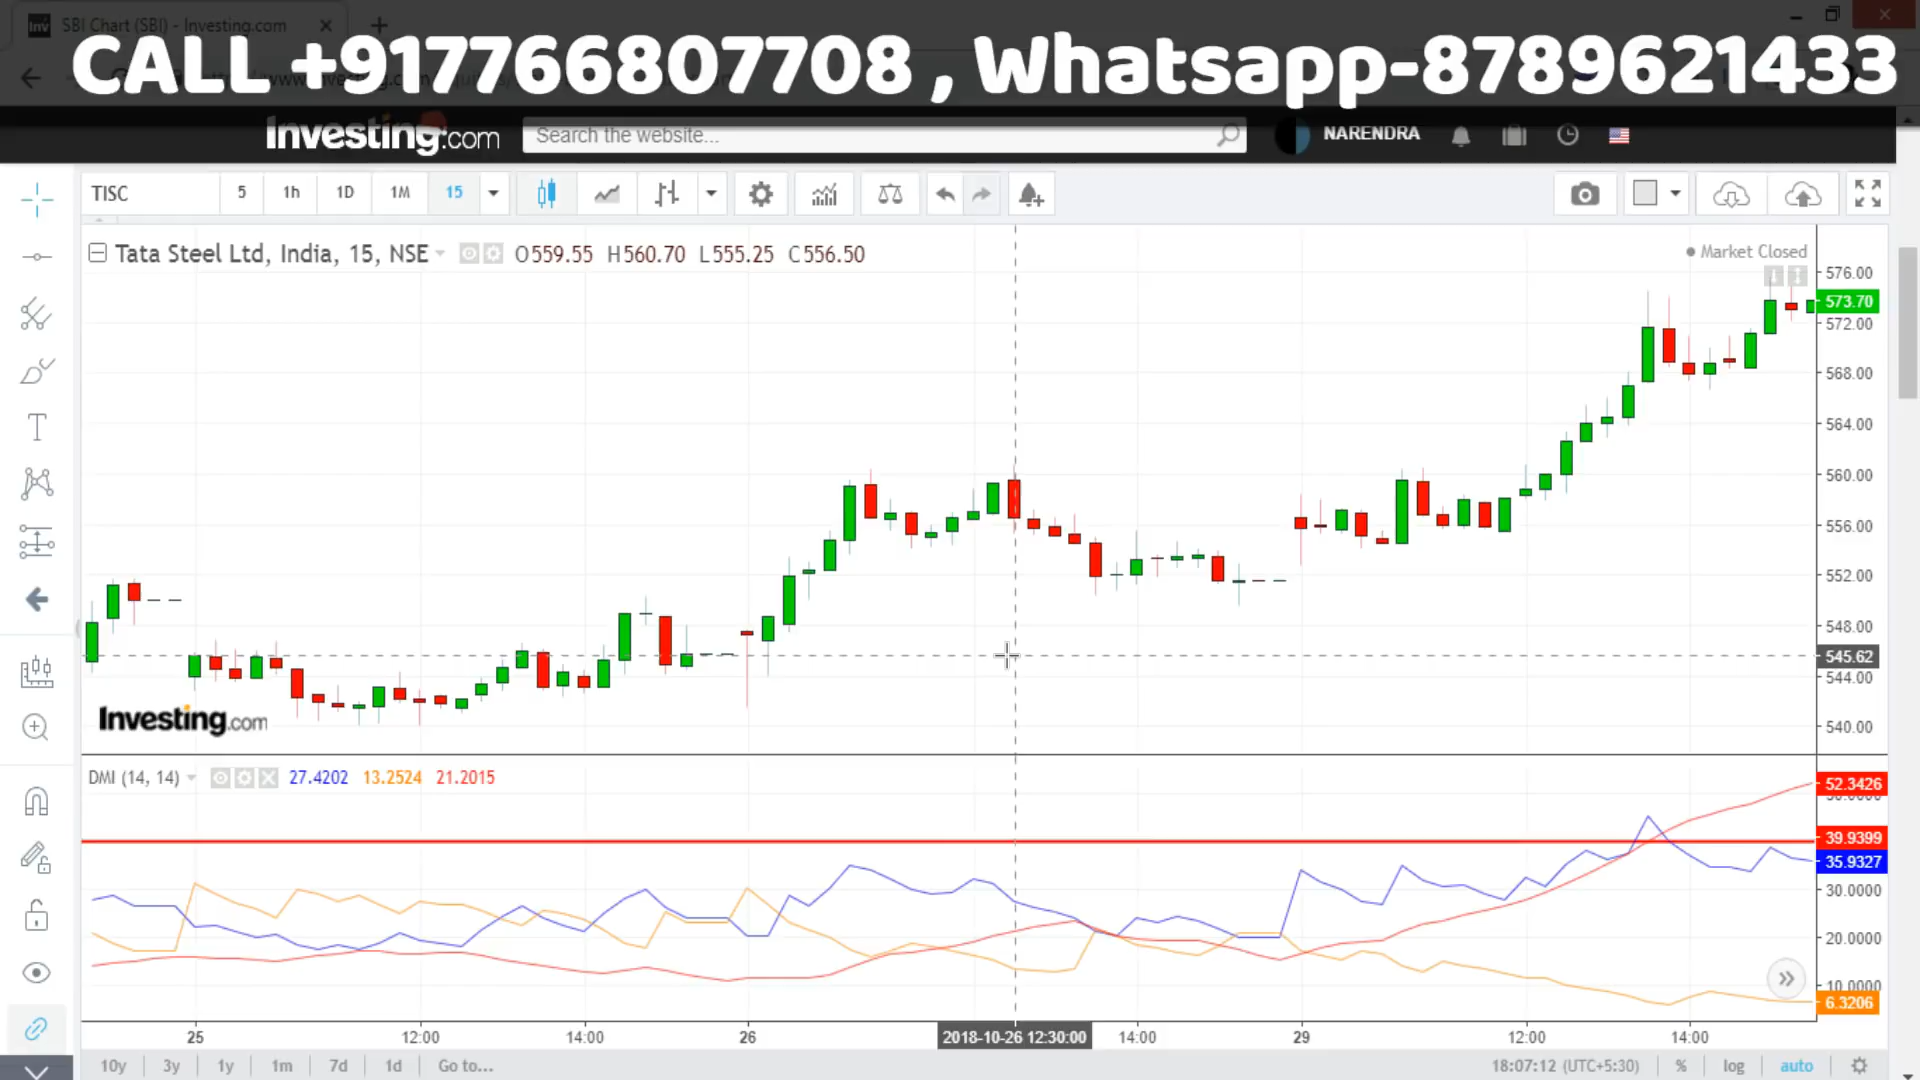 SBI Chart (SBI) - Investing.com
CALL +917766807708 , Whatsapp-8789621433
Investing.com Search the website... NARENDRA
TISC 5 1h 1D 1M 15
Tata Steel Ltd, India, 15, NSE O559.55 H560.70 L555.25 C556.50
Market Closed
576.00
573.70
572.00
568.00
564.00
560.00
556.00
552.00
548.00
545.62
544.00
540.00
Investing.com
DMI (14, 14) 27.4202 13.2524 21.2015
52.3426
39.9399
35.9327
30.0000
20.0000
10.0000
6.3206
25 12:00 14:00 26 2018-10-26 12:30:00 14:00 29 12:00 14:00
10y 3y 1y 1m 7d 1d Go to... 18:07:12 (UTC+5:30) % log auto